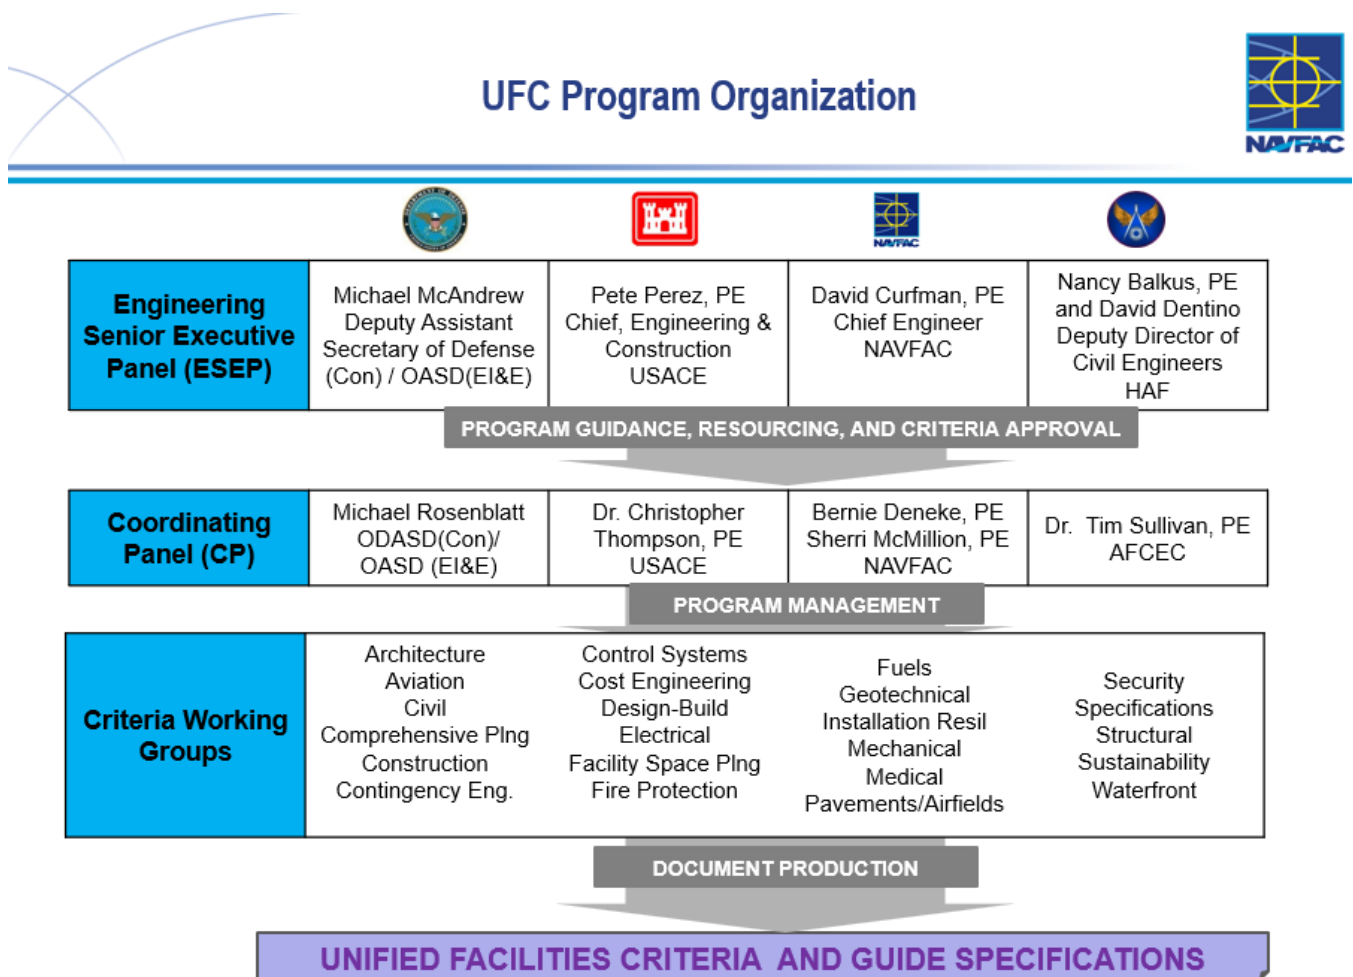 UFC Program Organization
NAVFAC
NAVFAC
Engineering
Senior Executive
Panel (ESEP)
Michael McAndrew
Deputy Assistant
Secretary of Defense
(Con) / OASD(EI&E)
Pete Perez, PE
Chief, Engineering &
Construction
USACE
David Curfman, PE
Chief Engineer
NAVFAC
Nancy Balkus, PE
and David Dentino
Deputy Director of
Civil Engineers
HAF
PROGRAM GUIDANCE, RESOURCING, AND CRITERIA APPROVAL
Coordinating
Panel (CP)
Michael Rosenblatt
ODASD(Con)/
OASD (EI&E)
Dr. Christopher
Thompson, PE
USACE
Bernie Deneke, PE
Sherri McMillion, PE
NAVFAC
Dr. Tim Sullivan, PE
AFCEC
PROGRAM MANAGEMENT
Criteria Working
Groups
Architecture
Aviation
Civil
Comprehensive Plng
Construction
Contingency Eng.
Control Systems
Cost Engineering
Design-Build
Electrical
Facility Space Plng
Fire Protection
Fuels
Geotechnical
Installation Resil
Mechanical
Medical
Pavements/Airfields
Security
Specifications
Structural
Sustainability
Waterfront
DOCUMENT PRODUCTION
UNIFIED FACILITIES CRITERIA AND GUIDE SPECIFICATIONS